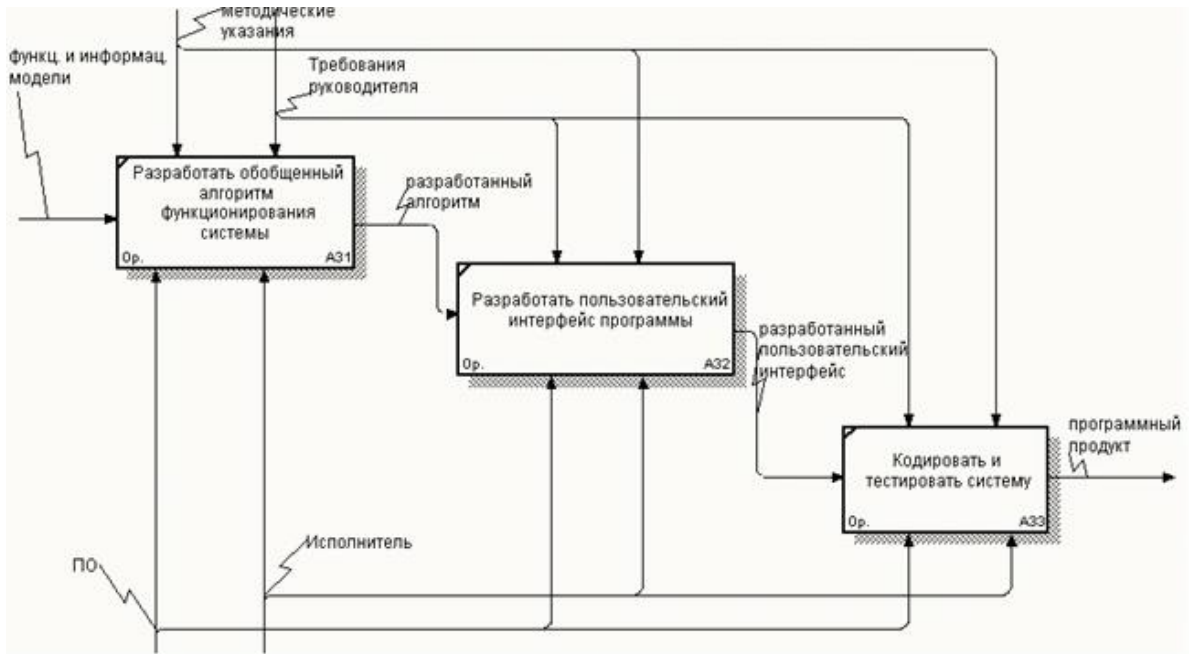 методические
указания
функц. и информац.
модели
Требования
руководителя
Разработать обобщенный
алгоритм
функционирования
системы
0р.
A31
разработанный
алгоритм
Разработать пользовательский
интерфейс программы
0р.
A32
разработанный
пользовательский
интерфейс
Кодировать и
тестировать систему
0р.
A33
программный
продукт
Исполнитель
ПО